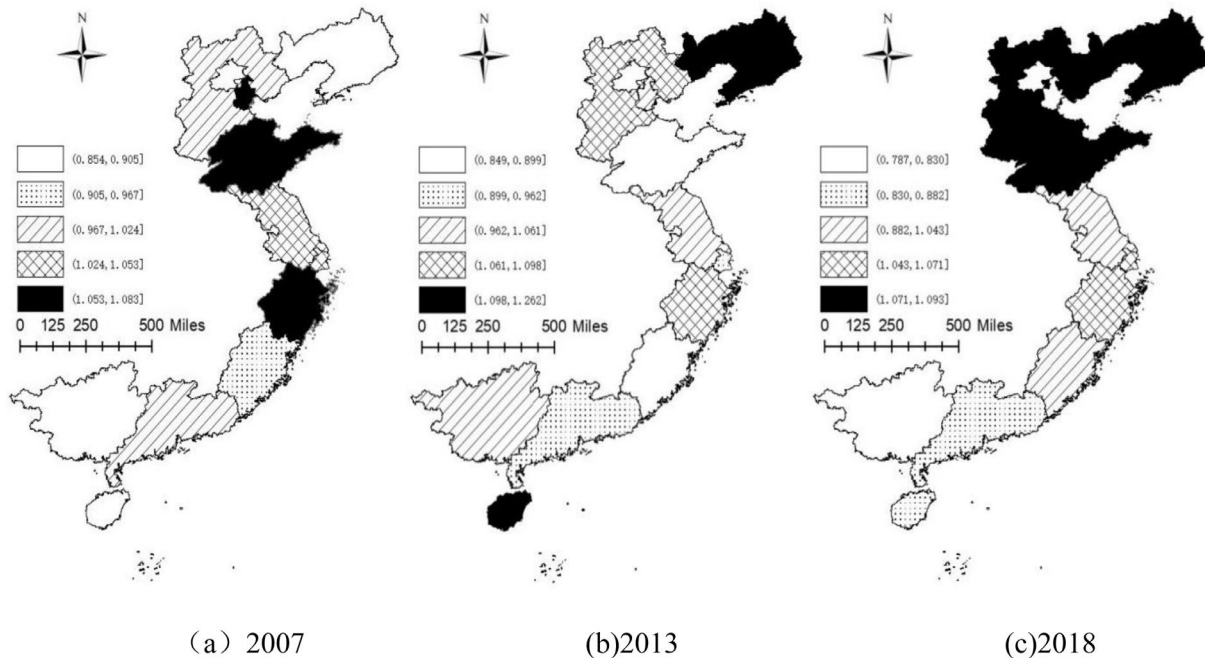 N
(0.854, 0.905]
(0.905, 0.967]
(0.967, 1.024]
(1.024, 1.053]
(1.053, 1.083]
0 125 250 500 Miles
(a) 2007
N
(0.849, 0.899]
(0.899, 0.962]
(0.962, 1.061]
(1.061, 1.098]
(1.098, 1.262]
0 125 250 500 Miles
(b)2013
N
(0.787, 0.830]
(0.830, 0.882]
(0.882, 1.043]
(1.043, 1.071]
(1.071, 1.093]
0 125 250 500 Miles
(c)2018